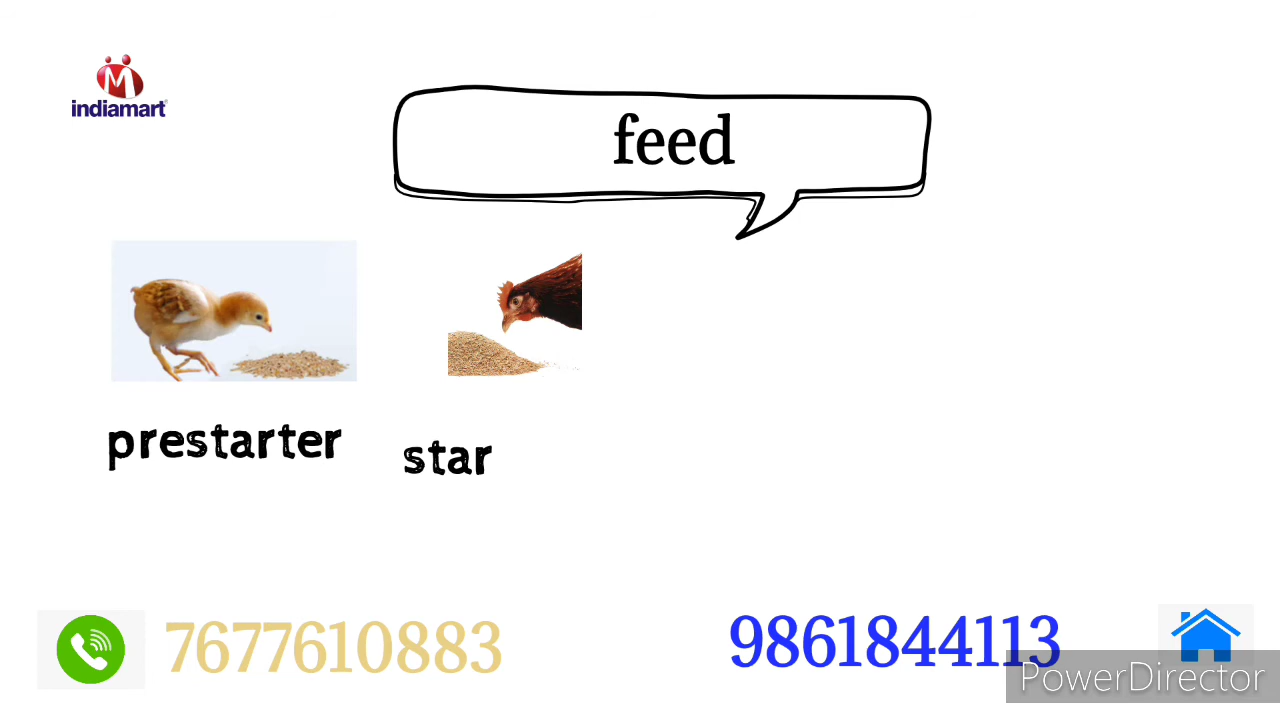 M
indiamart
feed
prestarter
star
7677610883
9861844113
PowerDirector